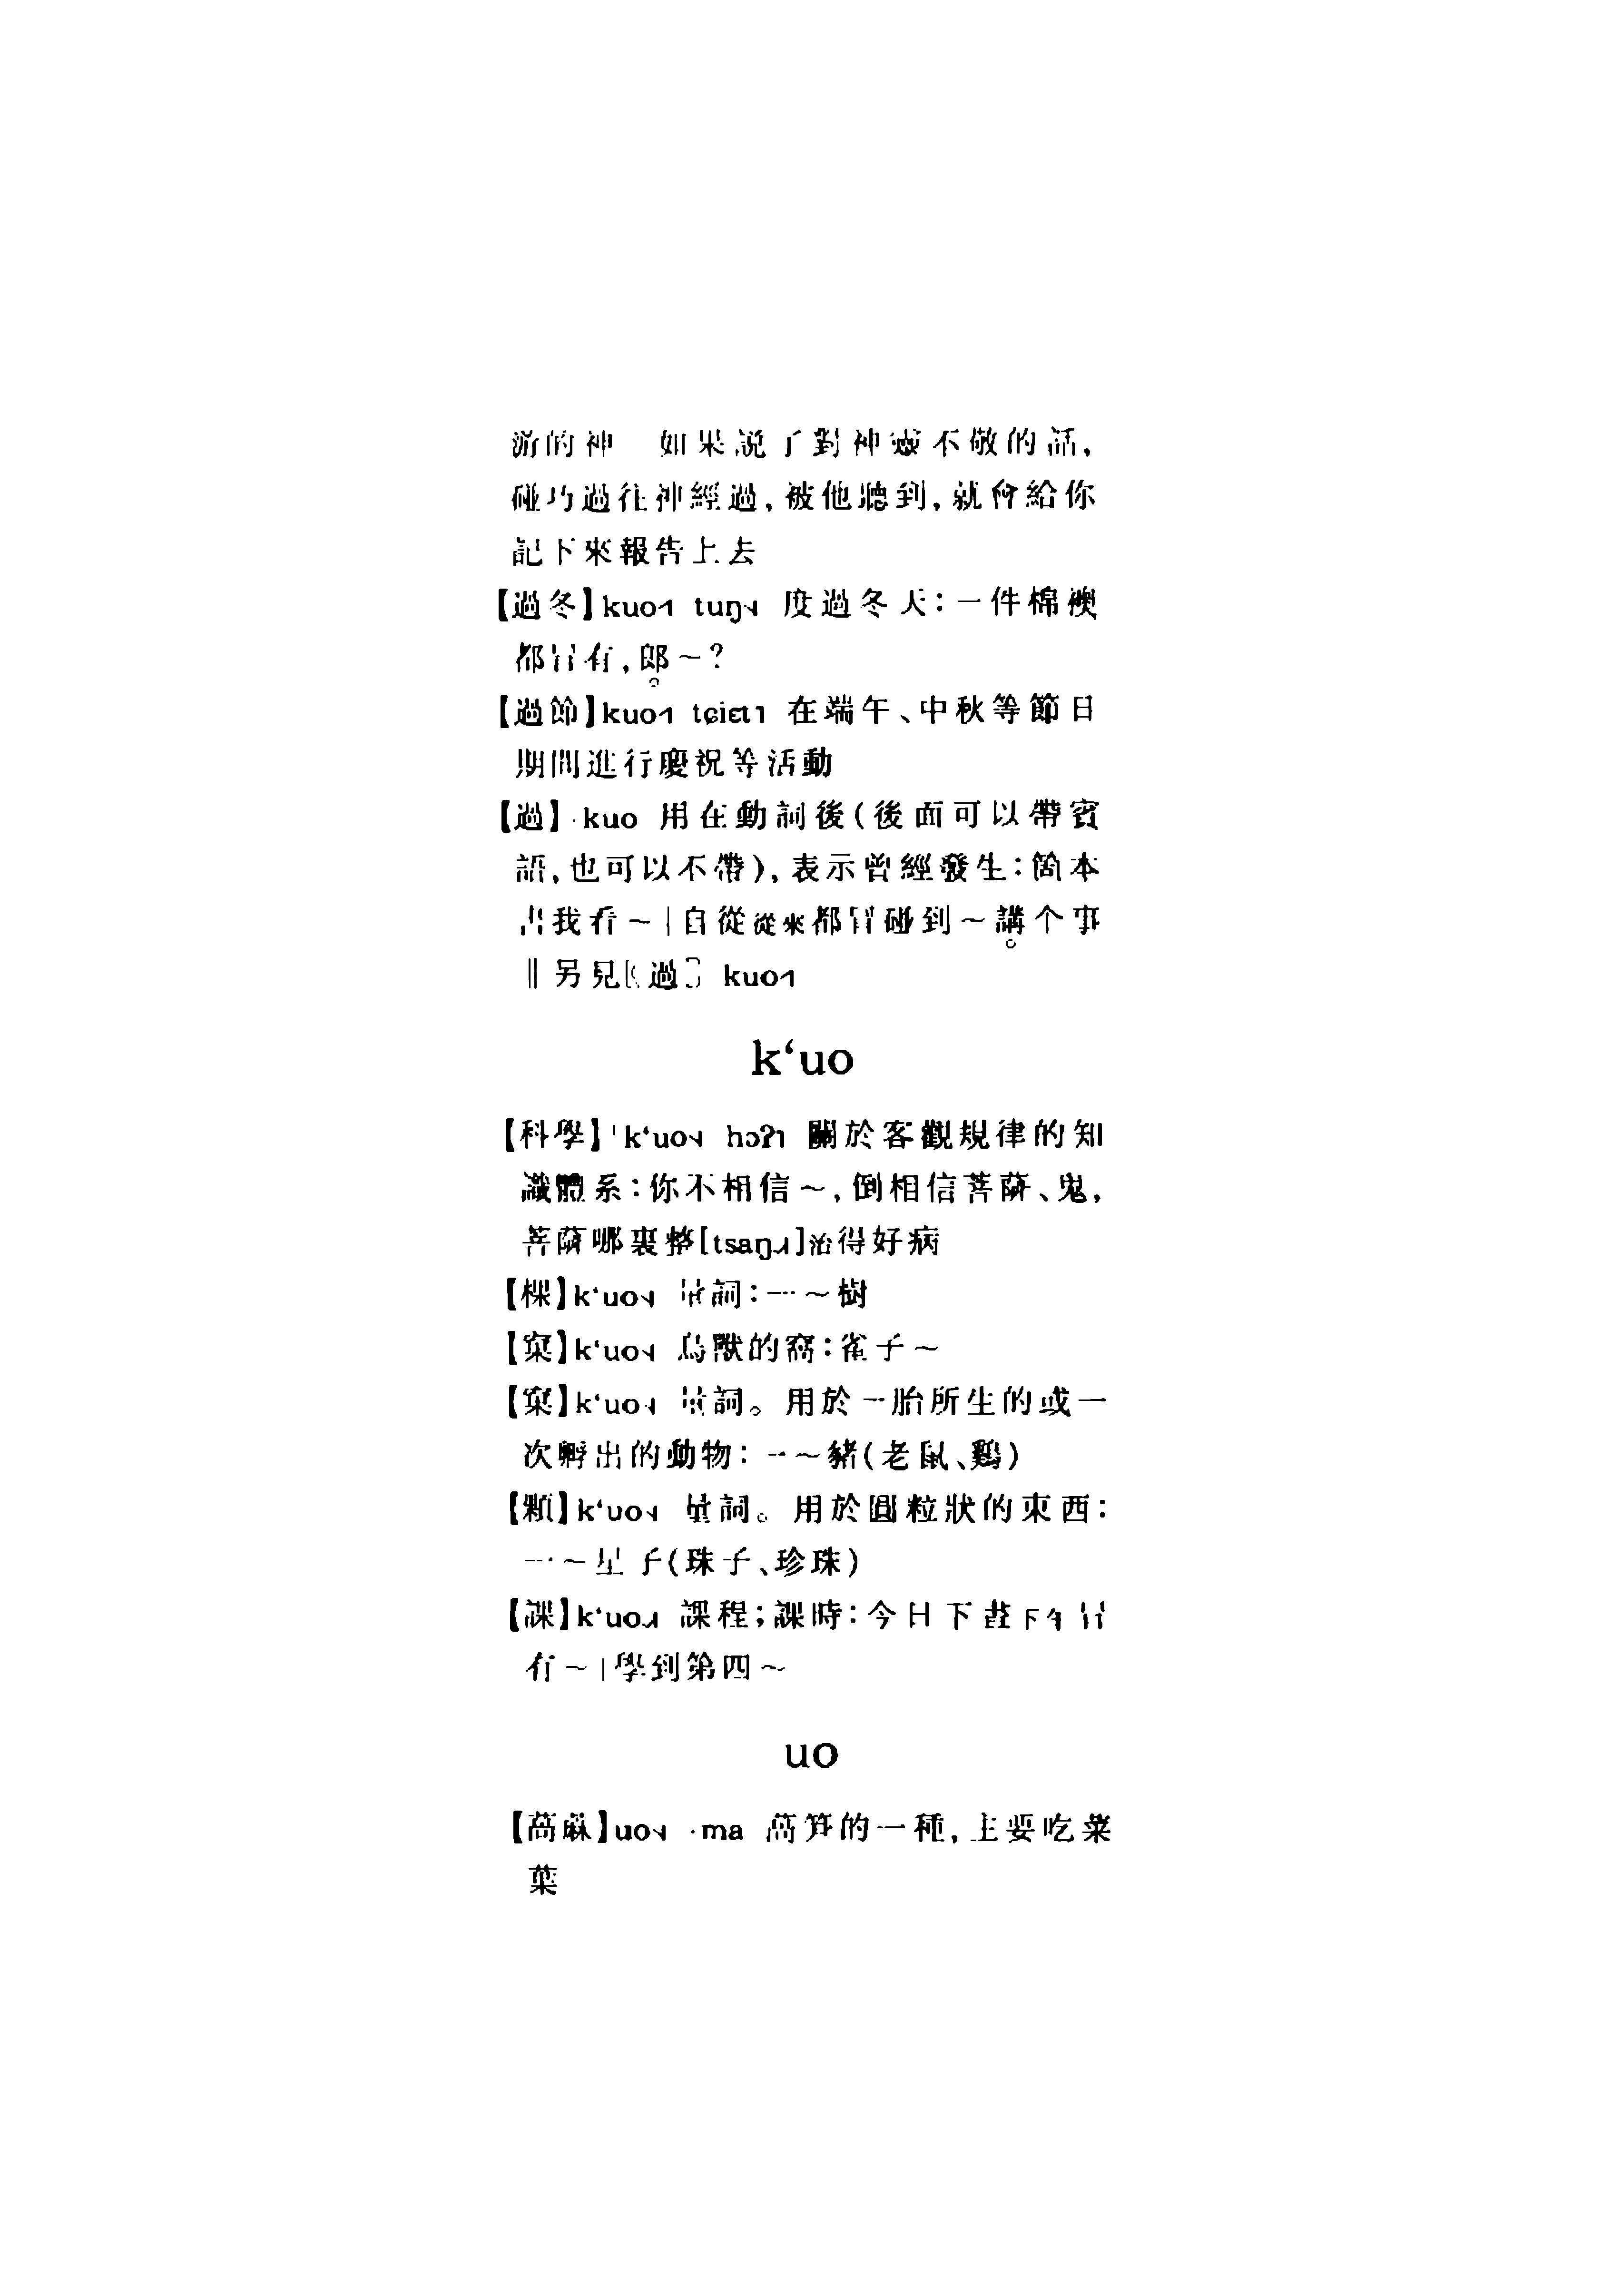 游的神 如果説了對神靈不敬的話,
碰巧過往神經過,被他聽到,就會給你
記下來報告上去
【過冬】kuo˧˥ tuŋ˨˩ 度過冬天:一件棉襖
都冒有,郎～?
【過節】kuo tɕiɛt 在端午、中秋等節日
期間進行慶祝等活動
【過】·kuo 用在動詞後(後面可以帶賓
語,也可以不帶),表示曾經發生:箇本
書我看～|自從從來都冒碰到～講个事
‖另見【過】kuo
k‘uo
【科學】k‘uo hɔʔ 關於客觀規律的知
識體系:你不相信～,倒相信菩薩、鬼,
菩薩哪裏整[tsaŋ]治得好病
【棵】k‘uo 量詞:一～樹
【窠】k‘uo 鳥獸的窩:雀子～
【窠】k‘uo 量詞。用於一胎所生的或一
次孵出的動物:一～豬(老鼠、鷄)
【顆】k‘uo 量詞。用於圓粒狀的東西:
一～星子(珠子、珍珠)
【課】k‘uo 課程;課時:今日下晝下午冒
有～|學到第四～
uo
【萵蔴】uo ·ma 萵笋的一種,主要吃菜
葉